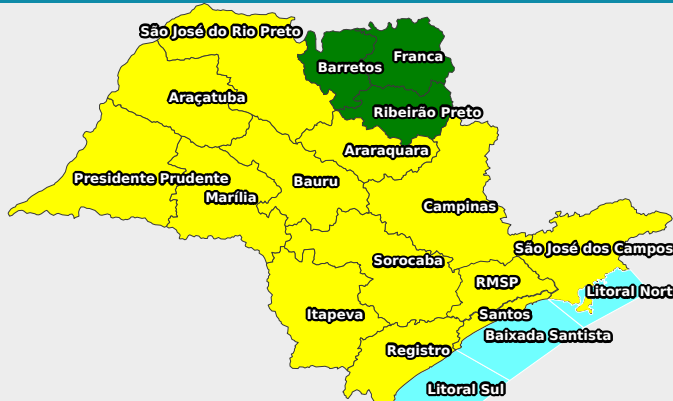 São José do Rio Preto
Franca
Barretos
Araçatuba
Ribeirão Preto
Araraquara
Presidente Prudente
Bauru
Marília
Campinas
São José dos Campos
Sorocaba
RMSP
Litoral Nort
Itapeva
Santos
Baixada Santista
Registro
Litoral Sul